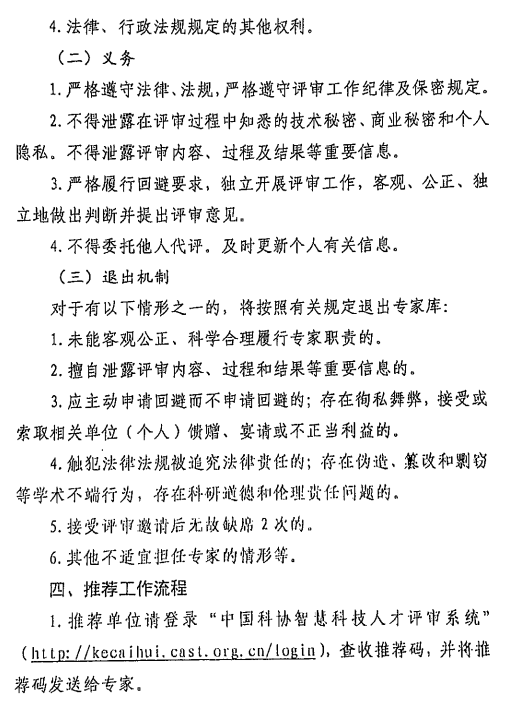 4.法律、行政法规规定的其他权利。
（二）义务
1.严格遵守法律、法规，严格遵守评审工作纪律及保密规定。
2.不得泄露在评审过程中知悉的技术秘密、商业秘密和个人
隐私。不得泄露评审内容、过程及结果等重要信息。
3.严格履行回避要求，独立开展评审工作，客观、公正、独
立地做出判断并提出评审意见。
4.不得委托他人代评。及时更新个人有关信息。
（三）退出机制
对于有以下情形之一的，将按照有关规定退出专家库：
1.未能客观公正、科学合理履行专家职责的。
2.擅自泄露评审内容、过程和结果等重要信息的。
3.应主动申请回避而不申请回避的；存在徇私舞弊，接受或
索取相关单位（个人）馈赠、宴请或不正当利益的。
4.触犯法律法规被追究法律责任的；存在伪造、篡改和剽窃
等学术不端行为，存在科研道德和伦理责任问题的。
5.接受评审邀请后无故缺席 2 次的。
6.其他不适宜担任专家的情形等。
四、推荐工作流程
1.推荐单位请登录“中国科协智慧科技人才评审系统”
（http://kecaihui.cast.org.cn/login），查收推荐码，并将推
荐码发送给专家。